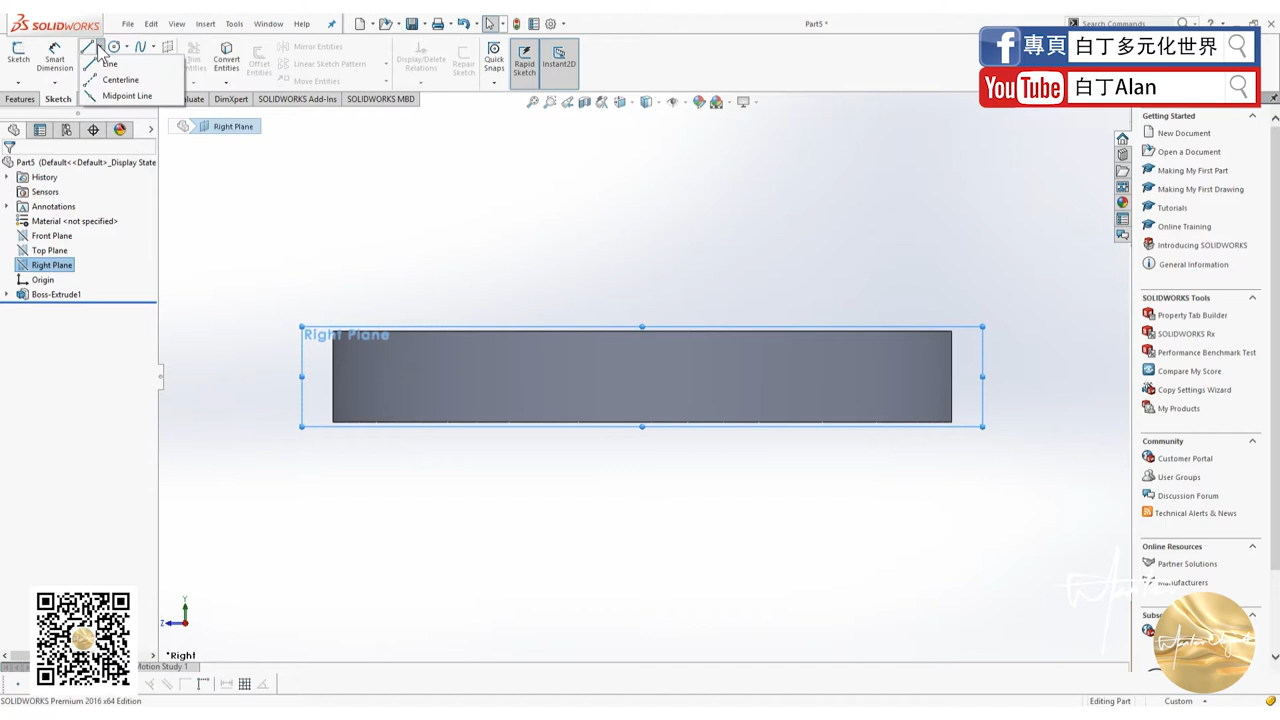 SOLIDWORKS
File Edit View Insert Tools Window Help
Part5 *
Search Commands
Sketch
Smart Dimension
Line
Centerline
Midpoint Line
Trim Entities
Convert Entities
Offset Entities
Mirror Entities
Linear Sketch Pattern
Move Entities
Display/Delete Relations
Repair Sketch
Quick Snaps
Rapid Sketch
Instant2D
專頁 白丁多元化世界
YouTube 白丁Alan
Features Sketch DimXpert SOLIDWORKS Add-Ins SOLIDWORKS MBD
Right Plane
Part5 (Default<<Default>_Display State
History
Sensors
Annotations
Material <not specified>
Front Plane
Top Plane
Right Plane
Origin
Boss-Extrude1
Right Plane
Y
Z
*Right
Motion Study 1
SOLIDWORKS Premium 2016 x64 Edition
Editing Part
Custom
Getting Started
New Document
Open a Document
Making My First Part
Making My First Drawing
Tutorials
Online Training
Introducing SOLIDWORKS
General Information
SOLIDWORKS Tools
Property Tab Builder
SOLIDWORKS Rx
Performance Benchmark Test
Compare My Score
Copy Settings Wizard
My Products
Community
Customer Portal
User Groups
Discussion Forum
Technical Alerts & News
Online Resources
Partner Solutions
Manufacturers